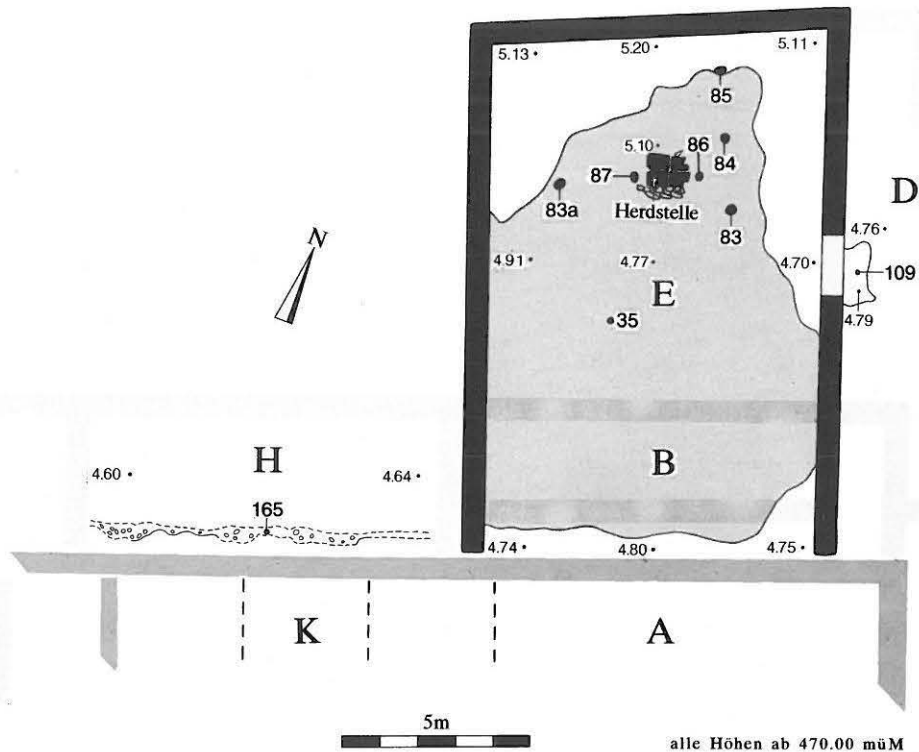 5.13 5.20 5.11
85
5.10 86 84
87
83a Herdstelle 83
D
N
4.76
4.91 4.77 4.70
109
E
4.79
35
H B
4.60 4.64
165
4.74 4.80 4.75
K A
5m
alle Höhen ab 470.00 müM